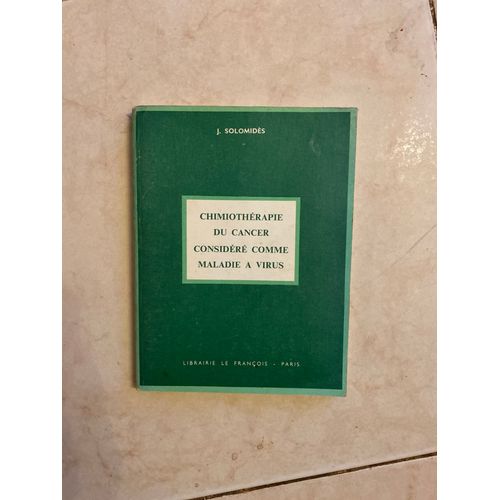 J. SOLOMIDÈS
CHIMIOTHÉRAPIE
DU CANCER
CONSIDÉRÉ COMME
MALADIE A VIRUS
LIBRAIRIE LE FRANÇOIS - PARIS